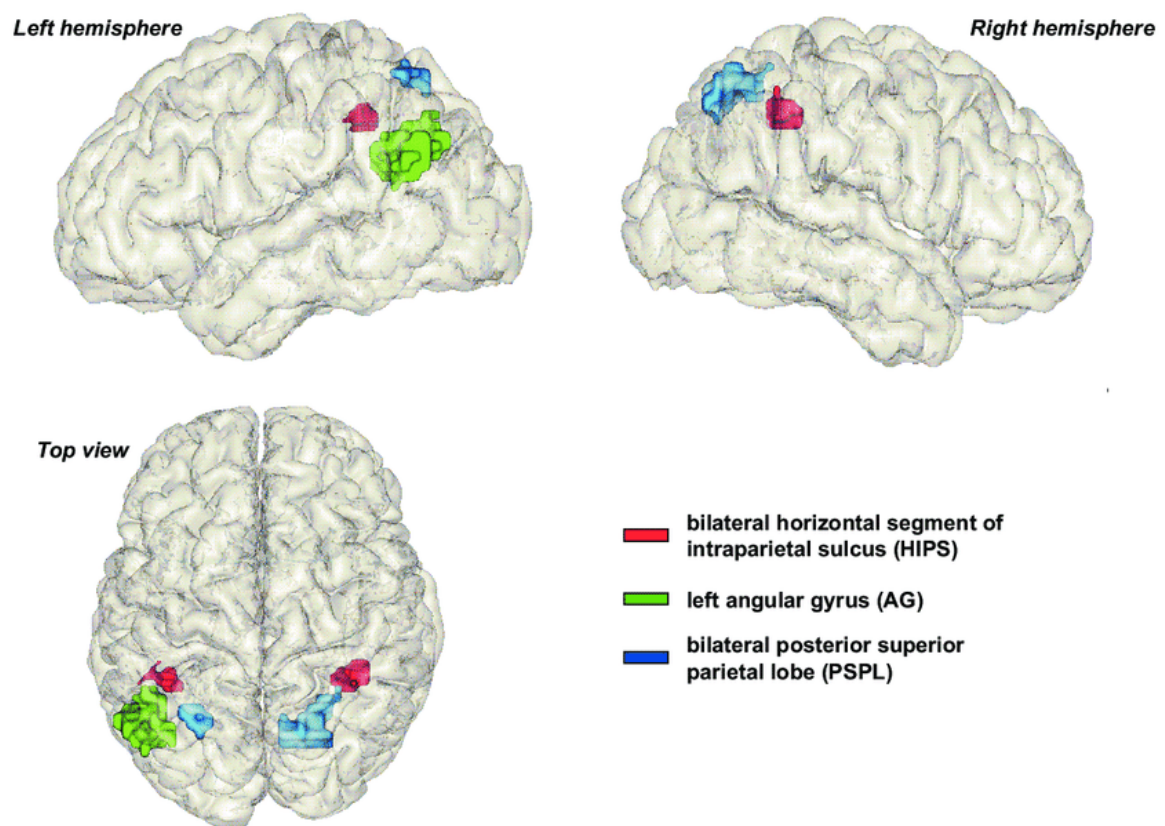 Left hemisphere
Right hemisphere
Top view
bilateral horizontal segment of
intraparietal sulcus (HIPS)
left angular gyrus (AG)
bilateral posterior superior
parietal lobe (PSPL)